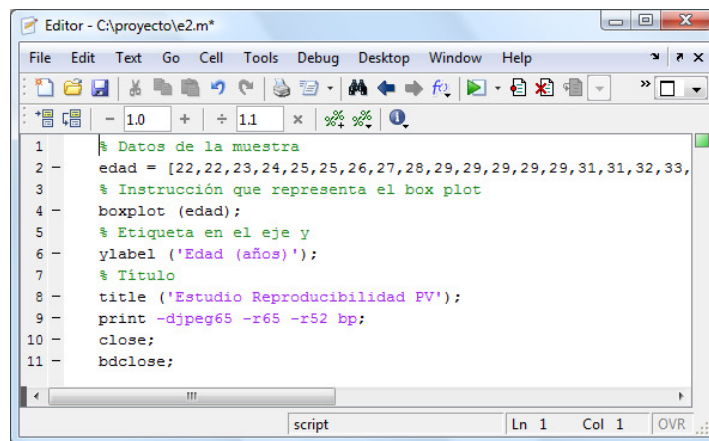 Editor - C:\proyecto\e2.m*
File Edit Text Go Cell Tools Debug Desktop Window Help
- 1.0 + ÷ 1.1 ×
1 % Datos de la muestra
2 - edad = [22,22,23,24,25,25,26,27,28,29,29,29,29,29,31,31,32,33,
3 % Instrucción que representa el box plot
4 - boxplot (edad);
5 % Etiqueta en el eje y
6 - ylabel ('Edad (años)');
7 % Título
8 - title ('Estudio Reproducibilidad PV');
9 - print -djpeg65 -r65 -r52 bp;
10 - close;
11 - bdclose;
script Ln 1 Col 1 OVR